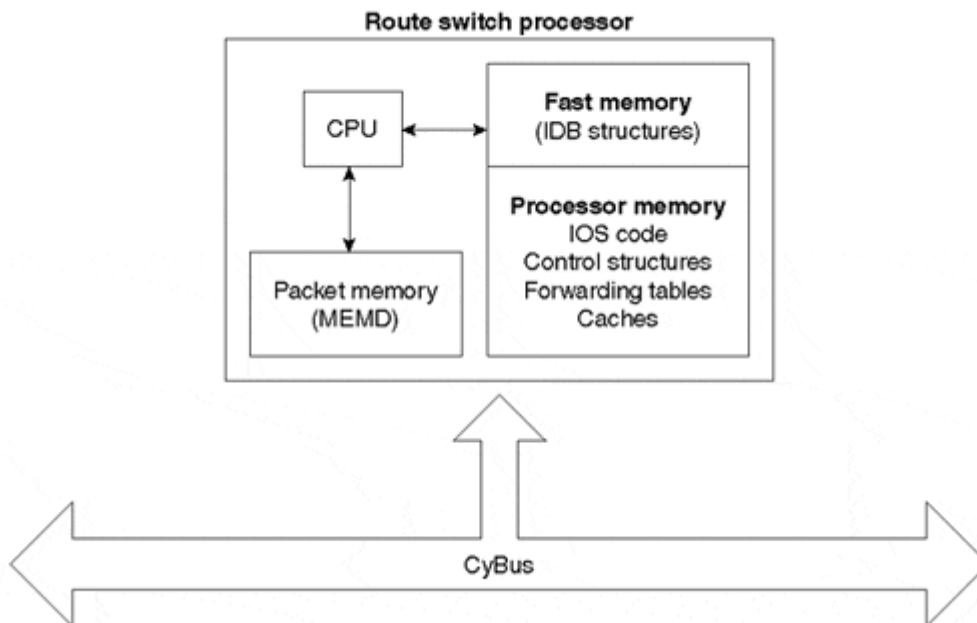 Route switch processor
CPU
Fast memory
(IDB structures)
Processor memory
IOS code
Control structures
Forwarding tables
Caches
Packet memory
(MEMD)
CyBus